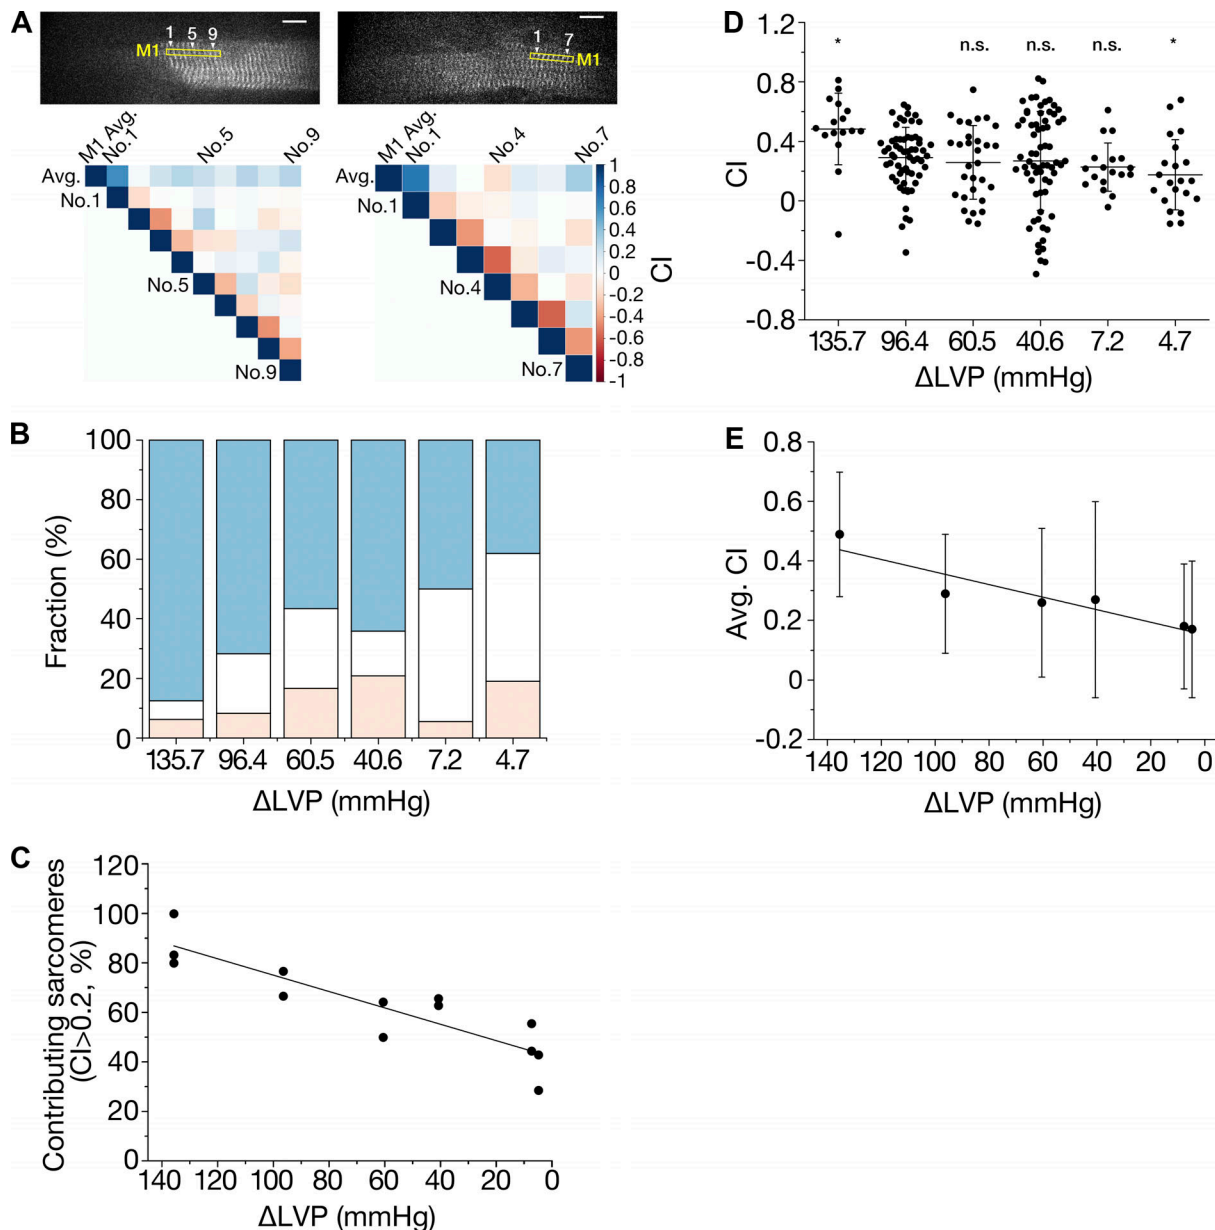 A
1 5 9
M1
1 7
M1
M1 Avg. No.1 No.5 No.9
Avg.
No.1
No.5
No.9
M1 Avg. No.1 No.4 No.7
Avg.
No.1
No.4
No.7
1
0.8
0.6
0.4
0.2
0
-0.2
-0.4
-0.6
-0.8
-1
CI
B
100
80
60
40
20
0
Fraction (%)
135.7 96.4 60.5 40.6 7.2 4.7
ΔLVP (mmHg)
C
120
100
80
60
40
20
0
Contributing sarcomeres
(CI>0.2, %)
140 120 100 80 60 40 20 0
ΔLVP (mmHg)
D
1.2
0.8
0.4
0
-0.4
-0.8
CI
* n.s. n.s. n.s. *
135.7 96.4 60.5 40.6 7.2 4.7
ΔLVP (mmHg)
E
0.8
0.6
0.4
0.2
0
-0.2
Avg. CI
140 120 100 80 60 40 20 0
ΔLVP (mmHg)